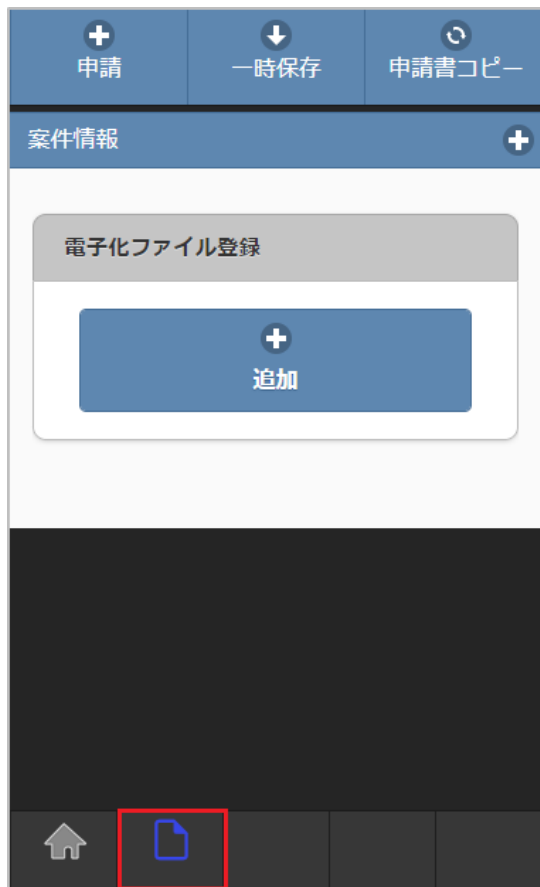 申請
一時保存
申請書コピー
案件情報
電子化ファイル登録
追加